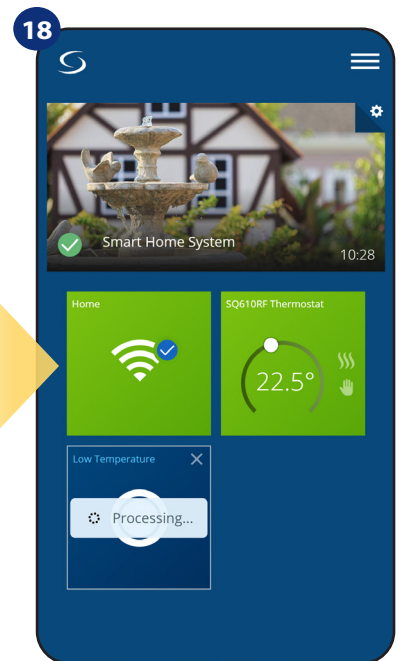 18
Smart Home System
10:28
Home
SQ610RF Thermostat
22.5°
Low Temperature
Processing...